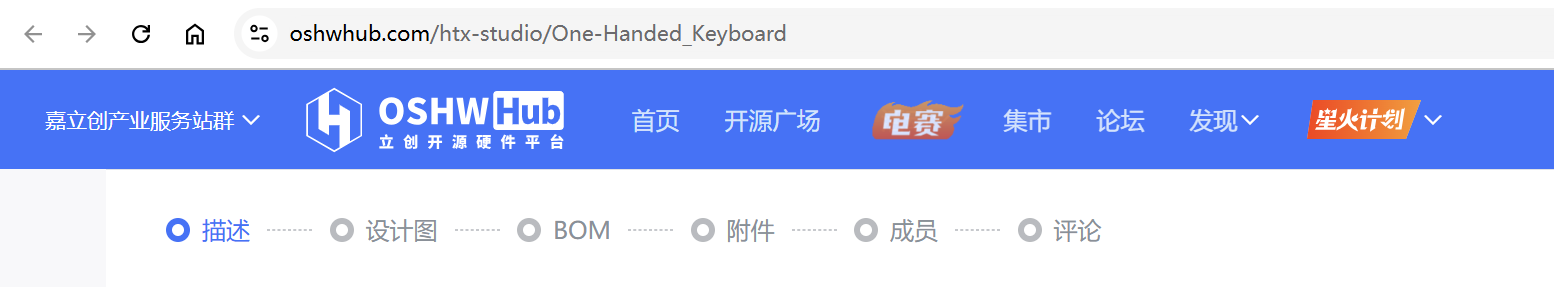 oshwhub.com/htx-studio/One-Handed_Keyboard
嘉立创产业服务站群
OSHWHub
立创开源硬件平台
首页 开源广场 电赛 集市 论坛 发现 星火计划
描述 设计图 BOM 附件 成员 评论